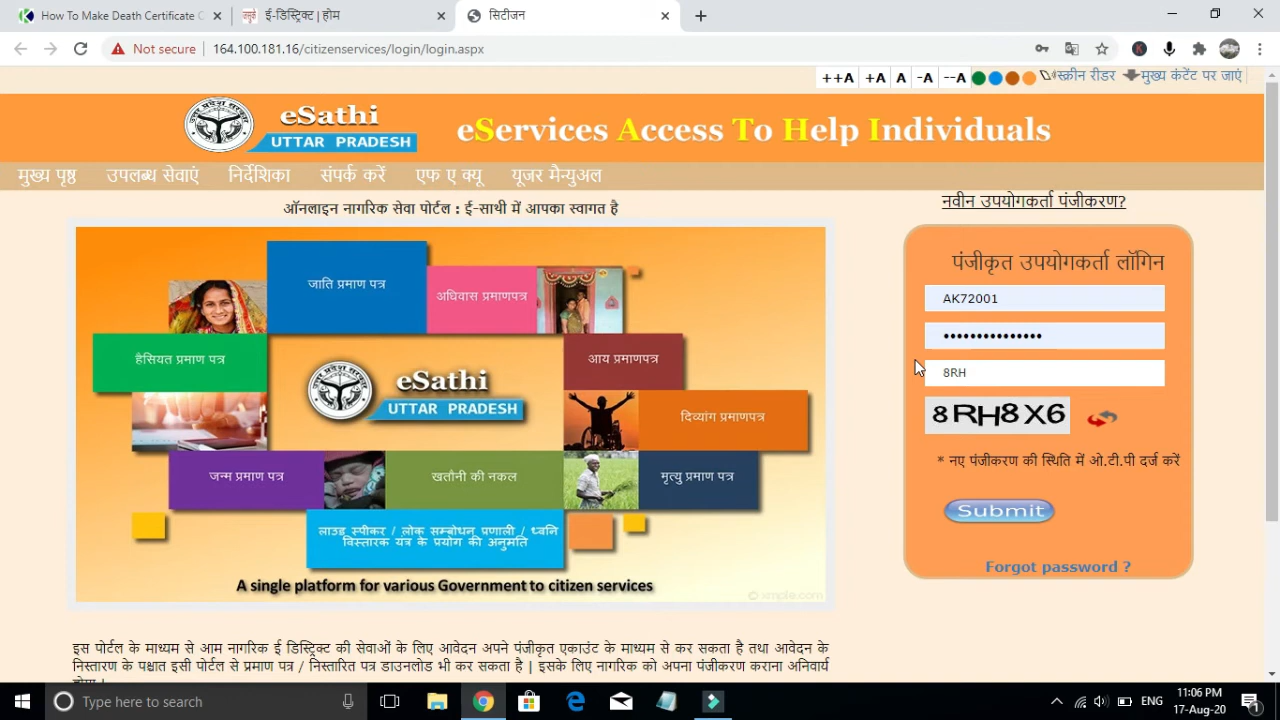 How To Make Death Certificate O
ई-डिस्ट्रिक्ट | होम
सिटीजन
Not secure
164.100.181.16/citizenservices/login/login.aspx
++A +A A -A --A स्क्रीन रीडर मुख्य कंटेंट पर जाएं
eSathi
UTTAR PRADESH
eServices Access To Help Individuals
मुख्य पृष्ठ उपलब्ध सेवाएं निर्देशिका संपर्क करें एफ ए क्यू यूजर मैन्युअल
ऑनलाइन नागरिक सेवा पोर्टल : ई-साथी में आपका स्वागत है
जाति प्रमाण पत्र
अधिवास प्रमाणपत्र
हैसियत प्रमाण पत्र
आय प्रमाणपत्र
eSathi
UTTAR PRADESH
दिव्यांग प्रमाणपत्र
जन्म प्रमाण पत्र
खतौनी की नकल
मृत्यु प्रमाण पत्र
लाउड स्पीकर / लोक सम्बोधन प्रणाली / ध्वनि
विस्तारक यंत्र के प्रयोग की अनुमति
A single platform for various Government to citizen services
© xmple.com
नवीन उपयोगकर्ता पंजीकरण?
पंजीकृत उपयोगकर्ता लॉगिन
AK72001
•••••••••••••••
8RH
8RH8X6
* नए पंजीकरण की स्थिति में ओ.टी.पी दर्ज करें
Submit
Forgot password ?
इस पोर्टल के माध्यम से आम नागरिक ई डिस्ट्रिक्ट की सेवाओं के लिए आवेदन अपने पंजीकृत एकाउंट के माध्यम से कर सकता है तथा आवेदन के
निस्तारण के पश्चात इसी पोर्टल से प्रमाण पत्र / निस्तारित पत्र डाउनलोड भी कर सकता है | इसके लिए नागरिक को अपना पंजीकरण कराना अनिवार्य
Type here to search
ENG
11:06 PM
17-Aug-20